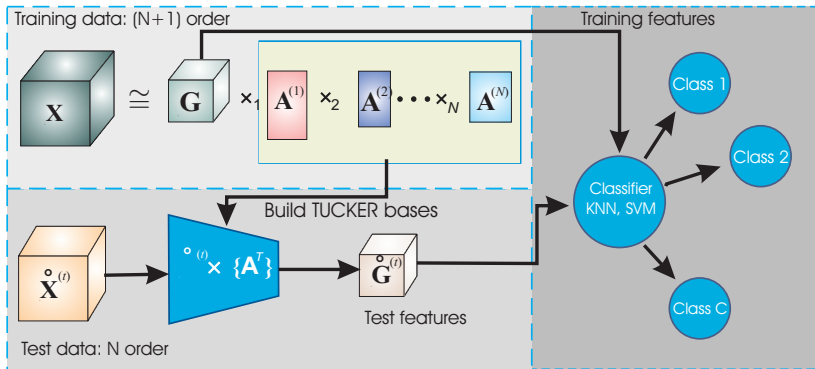 Training data: (N+1) order
Training features
X ≅ G ×₁ A⁽¹⁾ ×₂ A⁽²⁾ • • • ×_N A⁽ᴺ⁾
Class 1
Class 2
Classifier
KNN, SVM
Class C
Build TUCKER bases
X̊⁽ᵗ⁾
° ⁽ᵗ⁾ × {Aᵀ}
G̊⁽ᵗ⁾
Test features
Test data: N order